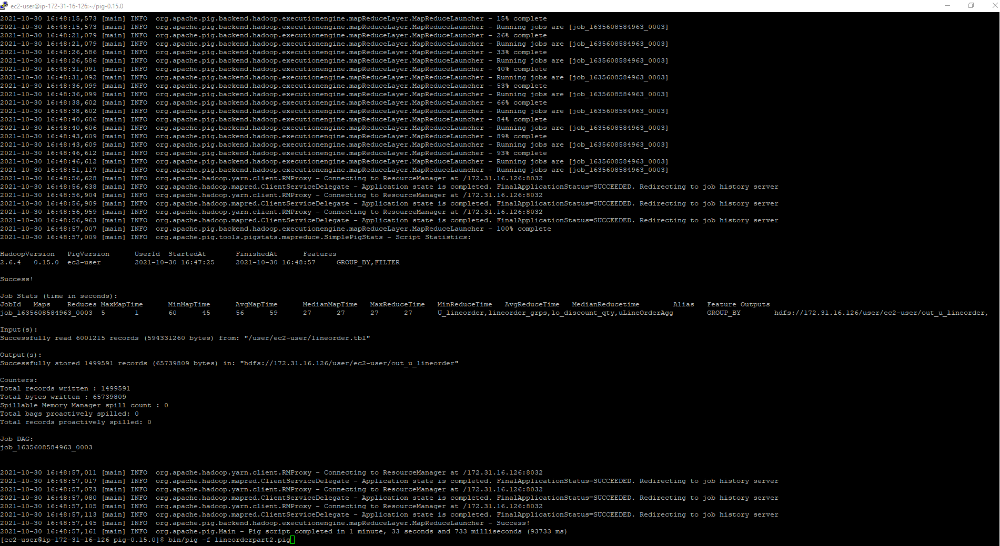 ec2-user@ip-172-31-16-126:~/pig-0.15.0
2021-10-30 16:48:15,573 [main] INFO  org.apache.pig.backend.hadoop.executionengine.mapReduceLayer.MapReduceLauncher - 15% complete
2021-10-30 16:48:15,573 [main] INFO  org.apache.pig.backend.hadoop.executionengine.mapReduceLayer.MapReduceLauncher - Running jobs are [job_1635608584963_0003]
2021-10-30 16:48:21,079 [main] INFO  org.apache.pig.backend.hadoop.executionengine.mapReduceLayer.MapReduceLauncher - 26% complete
2021-10-30 16:48:21,079 [main] INFO  org.apache.pig.backend.hadoop.executionengine.mapReduceLayer.MapReduceLauncher - Running jobs are [job_1635608584963_0003]
2021-10-30 16:48:26,586 [main] INFO  org.apache.pig.backend.hadoop.executionengine.mapReduceLayer.MapReduceLauncher - 33% complete
2021-10-30 16:48:26,586 [main] INFO  org.apache.pig.backend.hadoop.executionengine.mapReduceLayer.MapReduceLauncher - Running jobs are [job_1635608584963_0003]
2021-10-30 16:48:31,091 [main] INFO  org.apache.pig.backend.hadoop.executionengine.mapReduceLayer.MapReduceLauncher - 40% complete
2021-10-30 16:48:31,092 [main] INFO  org.apache.pig.backend.hadoop.executionengine.mapReduceLayer.MapReduceLauncher - Running jobs are [job_1635608584963_0003]
2021-10-30 16:48:36,099 [main] INFO  org.apache.pig.backend.hadoop.executionengine.mapReduceLayer.MapReduceLauncher - 53% complete
2021-10-30 16:48:36,099 [main] INFO  org.apache.pig.backend.hadoop.executionengine.mapReduceLayer.MapReduceLauncher - Running jobs are [job_1635608584963_0003]
2021-10-30 16:48:38,602 [main] INFO  org.apache.pig.backend.hadoop.executionengine.mapReduceLayer.MapReduceLauncher - 66% complete
2021-10-30 16:48:38,602 [main] INFO  org.apache.pig.backend.hadoop.executionengine.mapReduceLayer.MapReduceLauncher - Running jobs are [job_1635608584963_0003]
2021-10-30 16:48:40,606 [main] INFO  org.apache.pig.backend.hadoop.executionengine.mapReduceLayer.MapReduceLauncher - 84% complete
2021-10-30 16:48:40,606 [main] INFO  org.apache.pig.backend.hadoop.executionengine.mapReduceLayer.MapReduceLauncher - Running jobs are [job_1635608584963_0003]
2021-10-30 16:48:43,609 [main] INFO  org.apache.pig.backend.hadoop.executionengine.mapReduceLayer.MapReduceLauncher - 89% complete
2021-10-30 16:48:43,609 [main] INFO  org.apache.pig.backend.hadoop.executionengine.mapReduceLayer.MapReduceLauncher - Running jobs are [job_1635608584963_0003]
2021-10-30 16:48:46,612 [main] INFO  org.apache.pig.backend.hadoop.executionengine.mapReduceLayer.MapReduceLauncher - 93% complete
2021-10-30 16:48:46,612 [main] INFO  org.apache.pig.backend.hadoop.executionengine.mapReduceLayer.MapReduceLauncher - Running jobs are [job_1635608584963_0003]
2021-10-30 16:48:51,117 [main] INFO  org.apache.pig.backend.hadoop.executionengine.mapReduceLayer.MapReduceLauncher - Running jobs are [job_1635608584963_0003]
2021-10-30 16:48:56,628 [main] INFO  org.apache.hadoop.yarn.client.RMProxy - Connecting to ResourceManager at /172.31.16.126:8032
2021-10-30 16:48:56,638 [main] INFO  org.apache.hadoop.mapred.ClientServiceDelegate - Application state is completed. FinalApplicationStatus=SUCCEEDED. Redirecting to job history server
2021-10-30 16:48:56,904 [main] INFO  org.apache.hadoop.yarn.client.RMProxy - Connecting to ResourceManager at /172.31.16.126:8032
2021-10-30 16:48:56,909 [main] INFO  org.apache.hadoop.mapred.ClientServiceDelegate - Application state is completed. FinalApplicationStatus=SUCCEEDED. Redirecting to job history server
2021-10-30 16:48:56,959 [main] INFO  org.apache.hadoop.yarn.client.RMProxy - Connecting to ResourceManager at /172.31.16.126:8032
2021-10-30 16:48:56,963 [main] INFO  org.apache.hadoop.mapred.ClientServiceDelegate - Application state is completed. FinalApplicationStatus=SUCCEEDED. Redirecting to job history server
2021-10-30 16:48:57,007 [main] INFO  org.apache.pig.backend.hadoop.executionengine.mapReduceLayer.MapReduceLauncher - 100% complete
2021-10-30 16:48:57,009 [main] INFO  org.apache.pig.tools.pigstats.mapreduce.SimplePigStats - Script Statistics:
HadoopVersion   PigVersion      UserId  StartedAt       FinishedAt      Features
2.6.4   0.15.0  ec2-user        2021-10-30 16:47:25     2021-10-30 16:48:57     GROUP_BY,FILTER
Success!
Job Stats (time in seconds):
JobId   Maps    Reduces MaxMapTime      MinMapTime      AvgMapTime      MedianMapTime   MaxReduceTime   MinReduceTime   AvgReduceTime   MedianReducetime        Alias   Feature Outputs
job_1635608584963_0003  5       1       60      45      56      59      27      27      27      27      U_lineorder,lineorder_grps,lo_discount_qty,uLineOrderAgg        GROUP_BY        hdfs://172.31.16.126/user/ec2-user/out_u_lineorder,
Input(s):
Successfully read 6001215 records (594331260 bytes) from: "/user/ec2-user/lineorder.tbl"
Output(s):
Successfully stored 1499591 records (65739809 bytes) in: "hdfs://172.31.16.126/user/ec2-user/out_u_lineorder"
Counters:
Total records written : 1499591
Total bytes written : 65739809
Spillable Memory Manager spill count : 0
Total bags proactively spilled: 0
Total records proactively spilled: 0
Job DAG:
job_1635608584963_0003
2021-10-30 16:48:57,011 [main] INFO  org.apache.hadoop.yarn.client.RMProxy - Connecting to ResourceManager at /172.31.16.126:8032
2021-10-30 16:48:57,017 [main] INFO  org.apache.hadoop.mapred.ClientServiceDelegate - Application state is completed. FinalApplicationStatus=SUCCEEDED. Redirecting to job history server
2021-10-30 16:48:57,073 [main] INFO  org.apache.hadoop.yarn.client.RMProxy - Connecting to ResourceManager at /172.31.16.126:8032
2021-10-30 16:48:57,080 [main] INFO  org.apache.hadoop.mapred.ClientServiceDelegate - Application state is completed. FinalApplicationStatus=SUCCEEDED. Redirecting to job history server
2021-10-30 16:48:57,105 [main] INFO  org.apache.hadoop.yarn.client.RMProxy - Connecting to ResourceManager at /172.31.16.126:8032
2021-10-30 16:48:57,113 [main] INFO  org.apache.hadoop.mapred.ClientServiceDelegate - Application state is completed. FinalApplicationStatus=SUCCEEDED. Redirecting to job history server
2021-10-30 16:48:57,145 [main] INFO  org.apache.pig.backend.hadoop.executionengine.mapReduceLayer.MapReduceLauncher - Success!
2021-10-30 16:48:57,161 [main] INFO  org.apache.pig.Main - Pig script completed in 1 minute, 33 seconds and 733 milliseconds (93733 ms)
[ec2-user@ip-172-31-16-126 pig-0.15.0]$ bin/pig -f lineorderpart2.pig